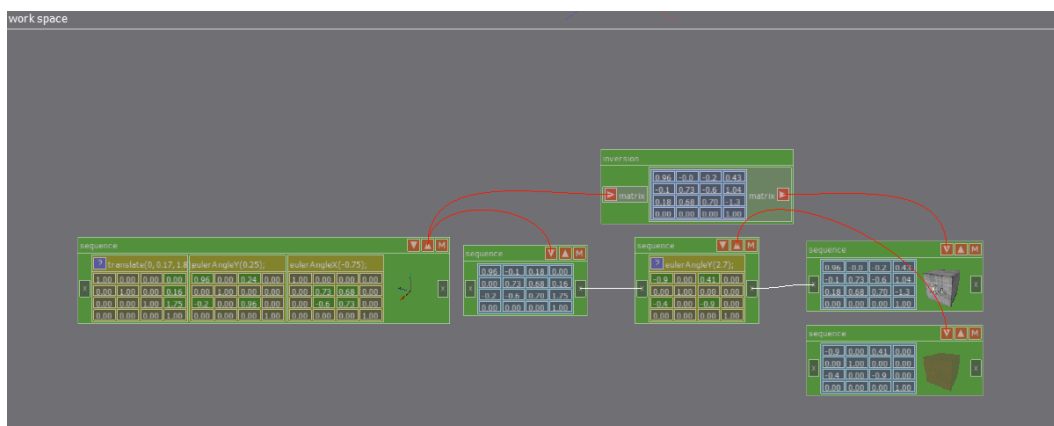 work space
inversion
0.96 -0.0 -0.2 0.43
-0.1 0.73 -0.6 1.04
matrix
matrix
0.18 0.68 0.70 -1.3
0.00 0.00 0.00 1.00
sequence
M
? translate(0, 0.17, 1.8
eulerAngleY(0.25);
eulerAngleX(-0.75);
1.00 0.00 0.00 0.00
0.96 0.00 0.24 0.00
1.00 0.00 0.00 0.00
0.00 1.00 0.00 0.16
0.00 1.00 0.00 0.00
0.00 0.73 0.68 0.00
0.00 0.00 1.00 1.75
-0.2 0.00 0.96 0.00
0.00 -0.6 0.73 0.00
0.00 0.00 0.00 1.00
0.00 0.00 0.00 1.00
0.00 0.00 0.00 1.00
x
x
sequence
M
0.96 -0.1 0.18 0.00
0.00 0.73 0.68 0.16
-0.2 -0.6 0.70 1.75
0.00 0.00 0.00 1.00
x
sequence
M
? eulerAngleY(2.7);
-0.9 0.00 0.41 0.00
0.00 1.00 0.00 0.00
-0.4 0.00 -0.9 0.00
0.00 0.00 0.00 1.00
sequence
M
0.96 -0.0 -0.2 0.43
-0.1 0.73 -0.6 1.04
0.18 0.68 0.70 -1.3
0.00 0.00 0.00 1.00
x
sequence
M
-0.9 0.00 0.41 0.00
0.00 1.00 0.00 0.00
-0.4 0.00 -0.9 0.00
0.00 0.00 0.00 1.00
x
x